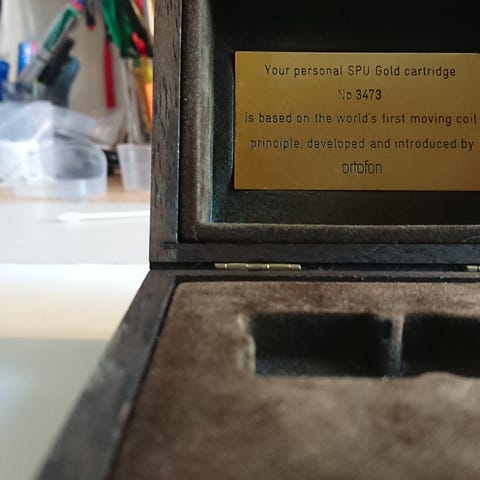 Your personal SPU Gold cartridge
No.3473
is based on the world's first moving coil
principle, developed and introduced by
ortofon